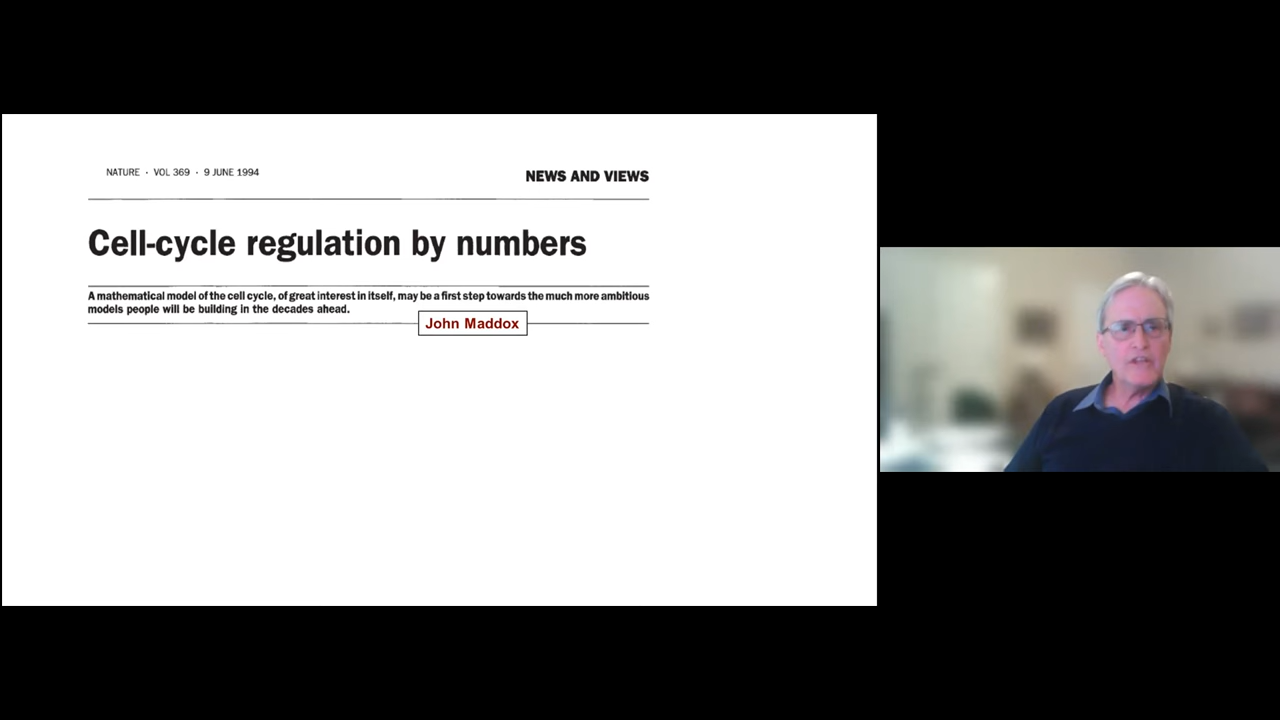 NATURE · VOL 369 · 9 JUNE 1994
NEWS AND VIEWS
Cell-cycle regulation by numbers
A mathematical model of the cell cycle, of great interest in itself, may be a first step towards the much more ambitious
models people will be building in the decades ahead.
John Maddox